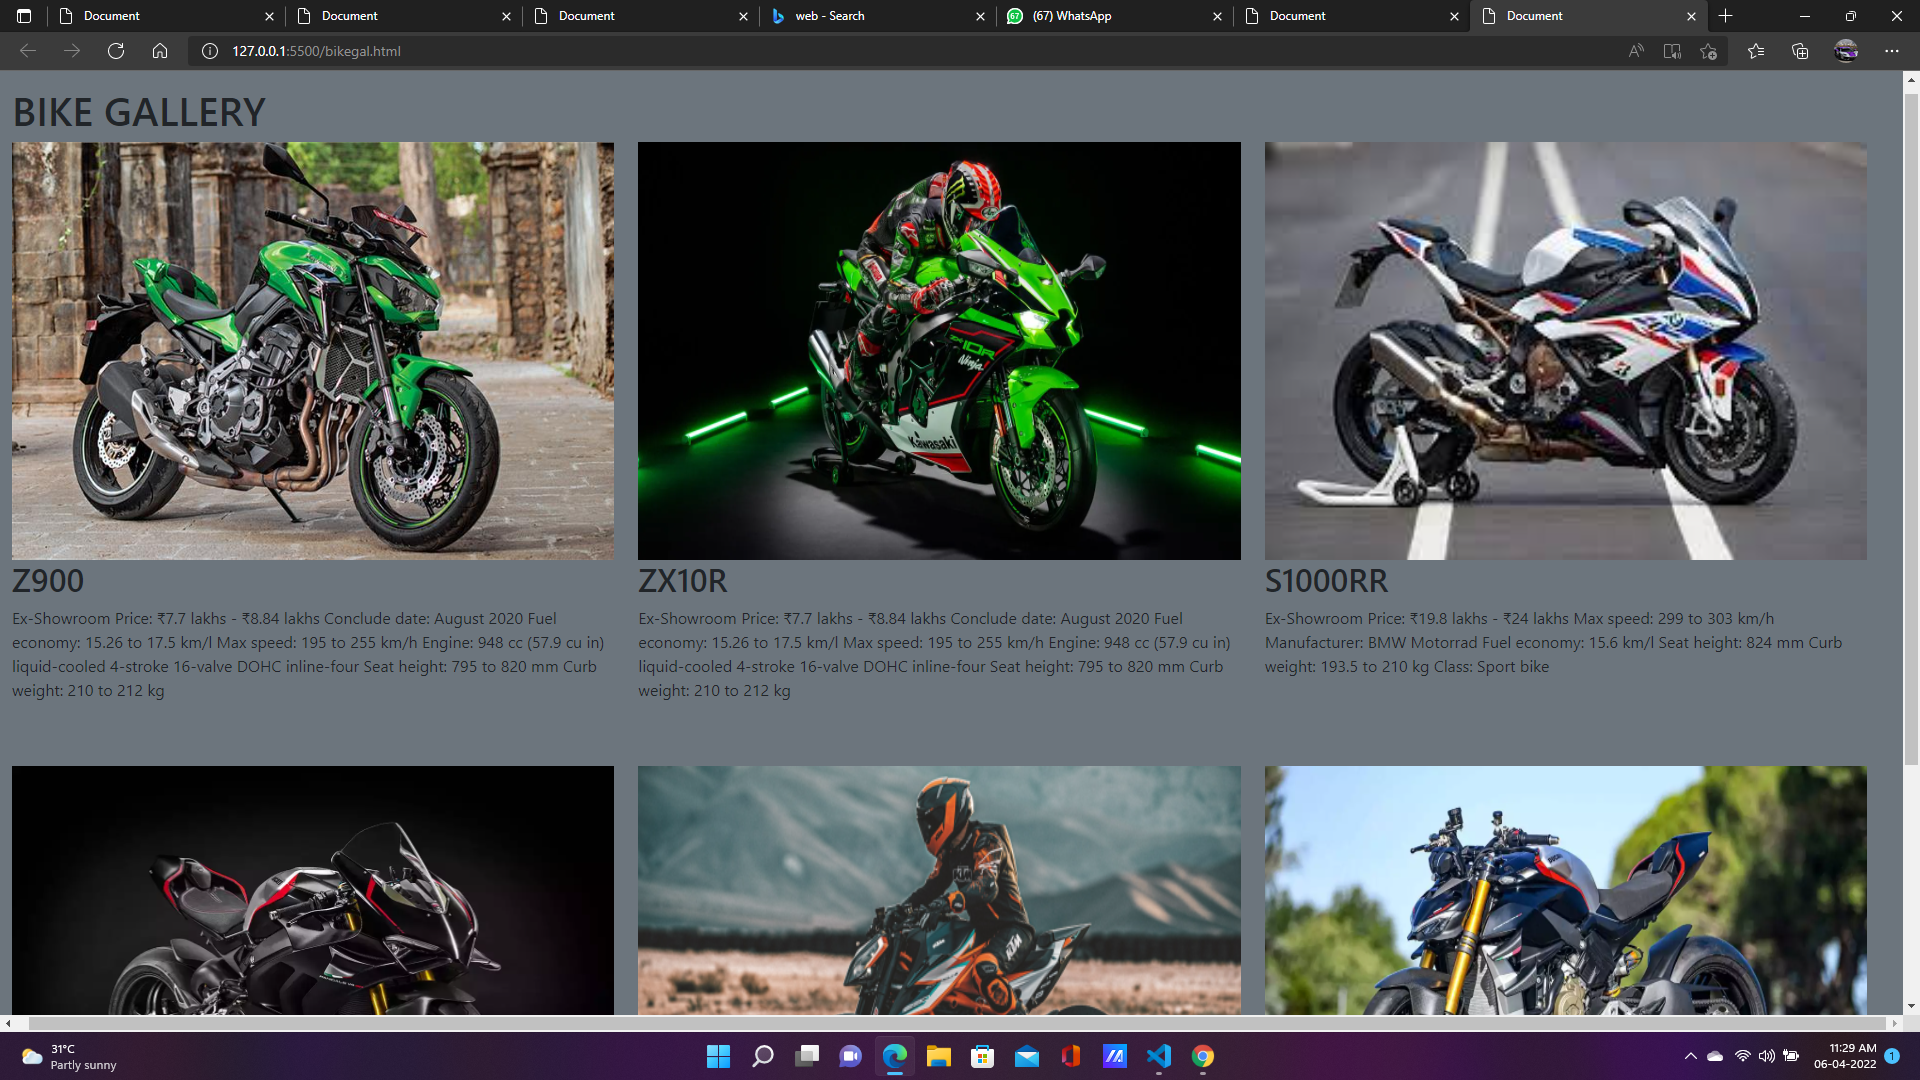 Document
Document
Document
web - Search
67
(67) WhatsApp
Document
Document
127.0.0.1:5500/bikegal.html
BIKE GALLERY
10R
Ninja
Kawasaki
Z900
ZX10R
S1000RR
Ex-Showroom Price: ₹7.7 lakhs - ₹8.84 lakhs Conclude date: August 2020 Fuel
economy: 15.26 to 17.5 km/l Max speed: 195 to 255 km/h Engine: 948 cc (57.9 cu in)
liquid-cooled 4-stroke 16-valve DOHC inline-four Seat height: 795 to 820 mm Curb
weight: 210 to 212 kg
Ex-Showroom Price: ₹7.7 lakhs - ₹8.84 lakhs Conclude date: August 2020 Fuel
economy: 15.26 to 17.5 km/l Max speed: 195 to 255 km/h Engine: 948 cc (57.9 cu in)
liquid-cooled 4-stroke 16-valve DOHC inline-four Seat height: 795 to 820 mm Curb
weight: 210 to 212 kg
Ex-Showroom Price: ₹19.8 lakhs - ₹24 lakhs Max speed: 299 to 303 km/h
Manufacturer: BMW Motorrad Fuel economy: 15.6 km/l Seat height: 824 mm Curb
weight: 193.5 to 210 kg Class: Sport bike
KTM
KTM
31°C
Partly sunny
11:29 AM
06-04-2022
1